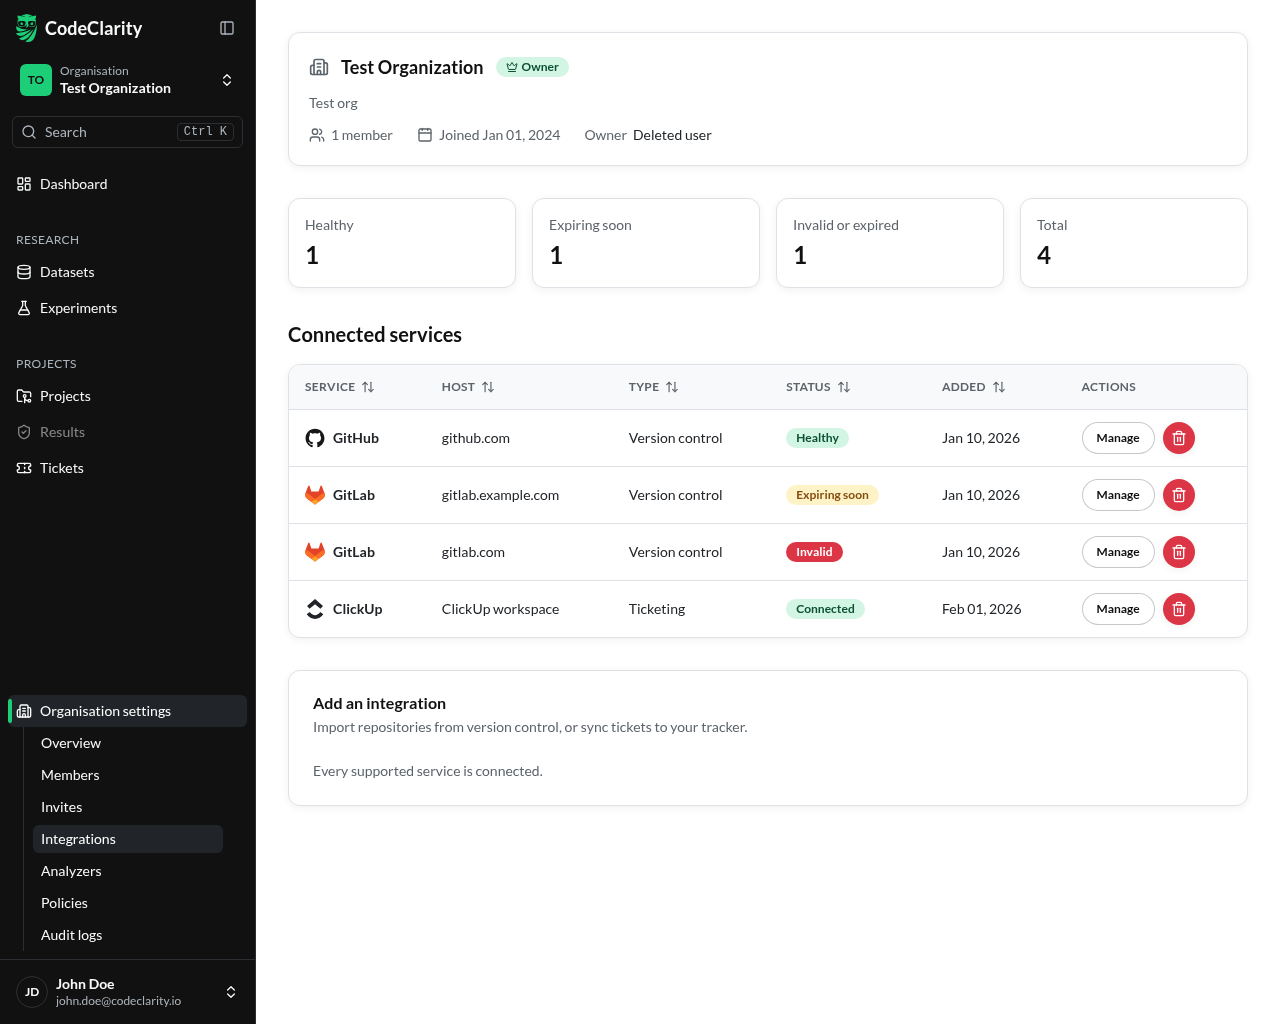 CodeClarity
TO
Organisation
Test Organization
Search
Ctrl K
Dashboard
RESEARCH
Datasets
Experiments
PROJECTS
Projects
Results
Tickets
Organisation settings
Overview
Members
Invites
Integrations
Analyzers
Policies
Audit logs
JD
John Doe
john.doe@codeclarity.io
Test Organization
Owner
Test org
1 member
Joined Jan 01, 2024
Owner Deleted user
Healthy
1
Expiring soon
1
Invalid or expired
1
Total
4
Connected services
SERVICE HOST TYPE STATUS ADDED ACTIONS
GitHub github.com Version control Healthy Jan 10, 2026 Manage
GitLab gitlab.example.com Version control Expiring soon Jan 10, 2026 Manage
GitLab gitlab.com Version control Invalid Jan 10, 2026 Manage
ClickUp ClickUp workspace Ticketing Connected Feb 01, 2026 Manage
Add an integration
Import repositories from version control, or sync tickets to your tracker.
Every supported service is connected.